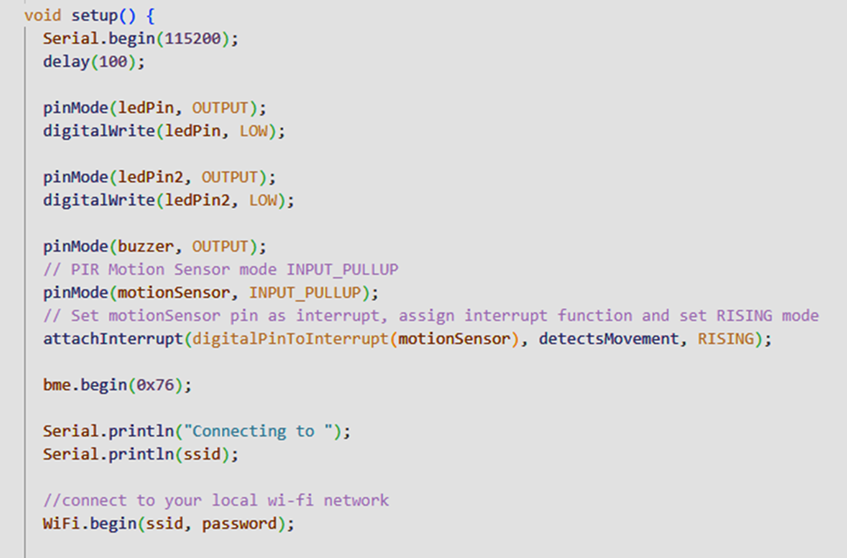 void setup() {
Serial.begin(115200);
delay(100);
pinMode(ledPin, OUTPUT);
digitalWrite(ledPin, LOW);
pinMode(ledPin2, OUTPUT);
digitalWrite(ledPin2, LOW);
pinMode(buzzer, OUTPUT);
// PIR Motion Sensor mode INPUT_PULLUP
pinMode(motionSensor, INPUT_PULLUP);
// Set motionSensor pin as interrupt, assign interrupt function and set RISING mode
attachInterrupt(digitalPinToInterrupt(motionSensor), detectsMovement, RISING);
bme.begin(0x76);
Serial.println("Connecting to ");
Serial.println(ssid);
//connect to your local wi-fi network
WiFi.begin(ssid, password);